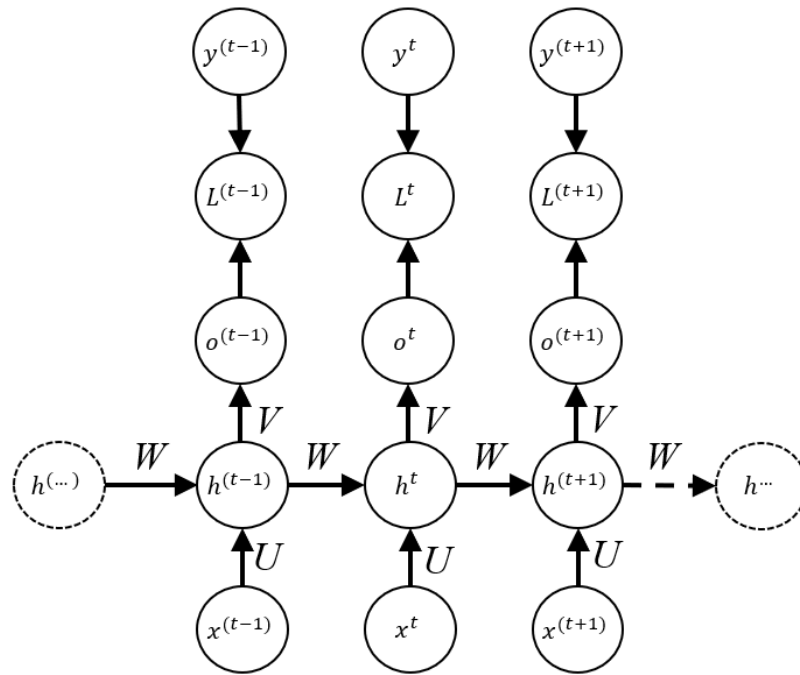 y^(t−1) y^t y^(t+1)
L^(t−1) L^t L^(t+1)
o^(t−1) o^t o^(t+1)
V V V
W W W W
h^(…) h^(t−1) h^t h^(t+1) h^…
U U U
x^(t−1) x^t x^(t+1)